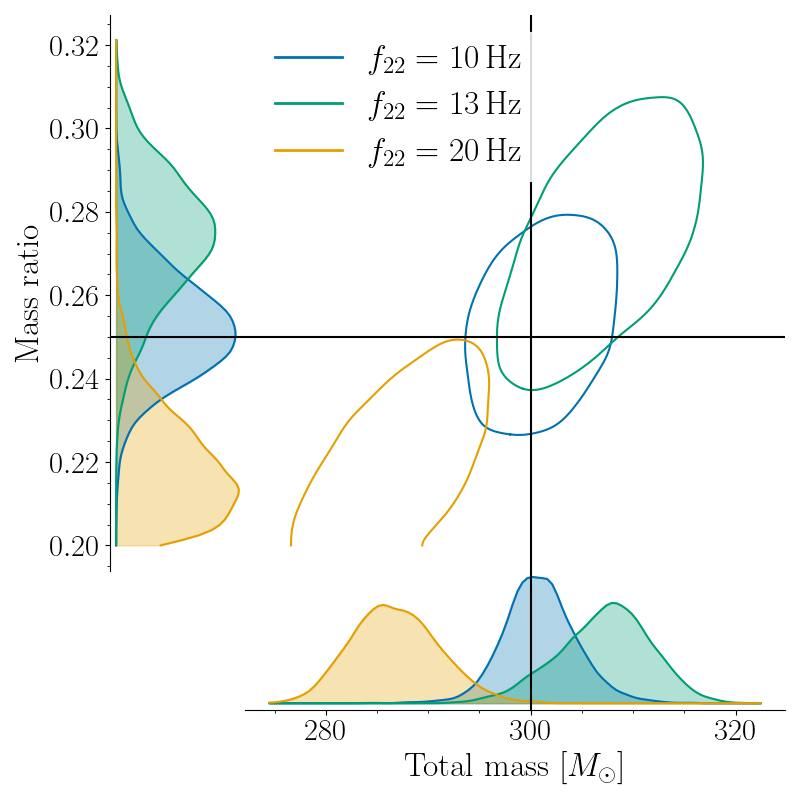 f₂₂ = 10 Hz
f₂₂ = 13 Hz
f₂₂ = 20 Hz
Mass ratio
0.32
0.30
0.28
0.26
0.24
0.22
0.20
280 300 320
Total mass [M⊙]